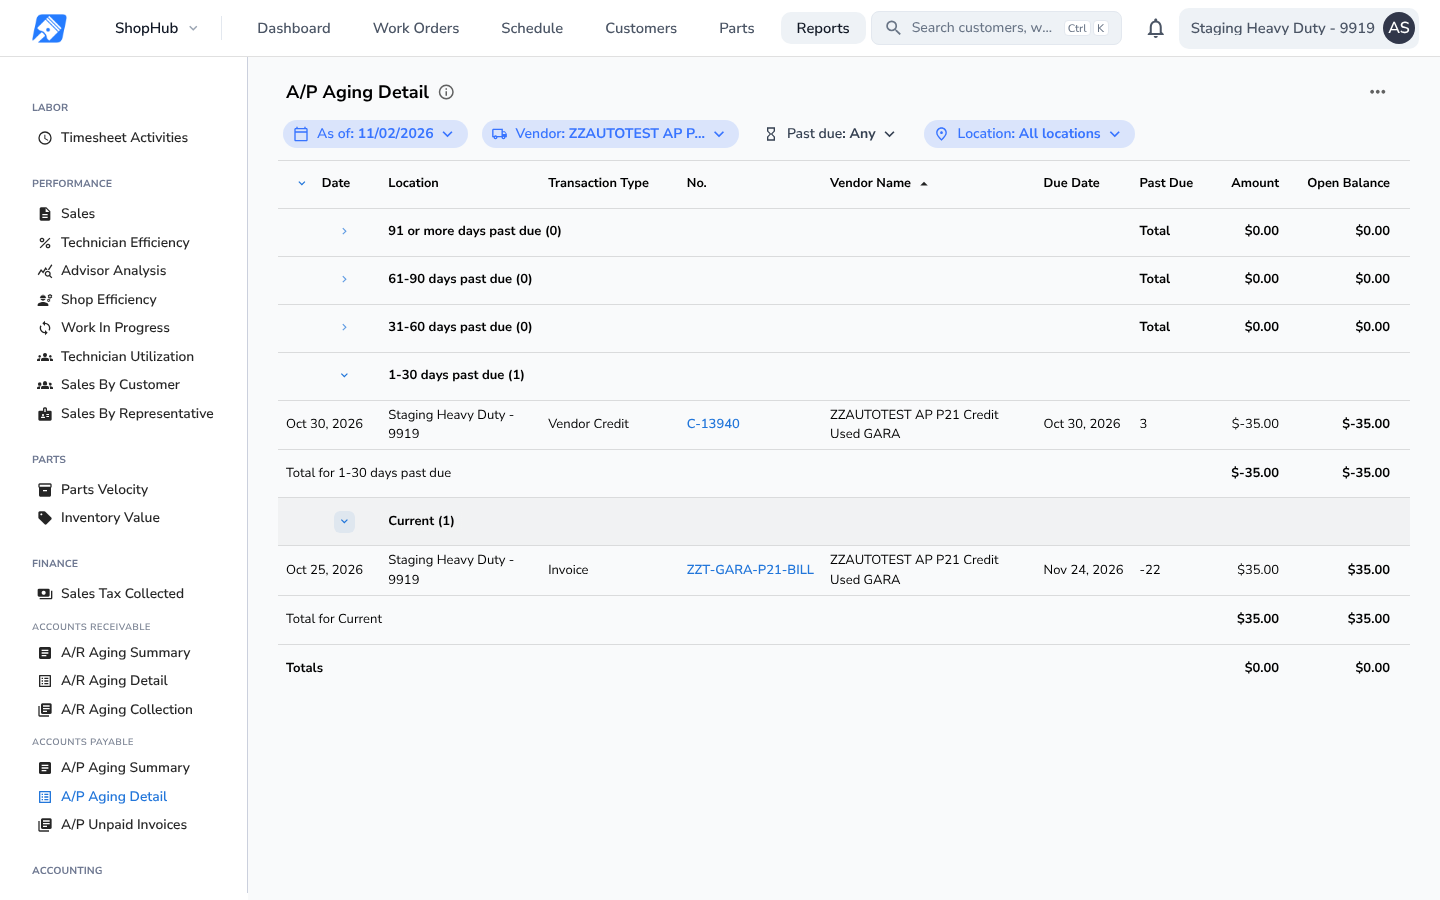 ShopHub
Dashboard
Work Orders
Schedule
Customers
Parts
Reports
Search customers, w...
Ctrl K
Staging Heavy Duty - 9919
AS
LABOR
Timesheet Activities
PERFORMANCE
Sales
Technician Efficiency
Advisor Analysis
Shop Efficiency
Work In Progress
Technician Utilization
Sales By Customer
Sales By Representative
PARTS
Parts Velocity
Inventory Value
FINANCE
Sales Tax Collected
ACCOUNTS RECEIVABLE
A/R Aging Summary
A/R Aging Detail
A/R Aging Collection
ACCOUNTS PAYABLE
A/P Aging Summary
A/P Aging Detail
A/P Unpaid Invoices
ACCOUNTING
A/P Aging Detail
As of: 11/02/2026
Vendor: ZZAUTOTEST AP P...
Past due: Any
Location: All locations
Date Location Transaction Type No. Vendor Name Due Date Past Due Amount Open Balance
91 or more days past due (0) Total $0.00 $0.00
61-90 days past due (0) Total $0.00 $0.00
31-60 days past due (0) Total $0.00 $0.00
1-30 days past due (1)
Oct 30, 2026 Staging Heavy Duty - 9919 Vendor Credit C-13940 ZZAUTOTEST AP P21 Credit Used GARA Oct 30, 2026 3 $-35.00 $-35.00
Total for 1-30 days past due $-35.00 $-35.00
Current (1)
Oct 25, 2026 Staging Heavy Duty - 9919 Invoice ZZT-GARA-P21-BILL ZZAUTOTEST AP P21 Credit Used GARA Nov 24, 2026 -22 $35.00 $35.00
Total for Current $35.00 $35.00
Totals $0.00 $0.00